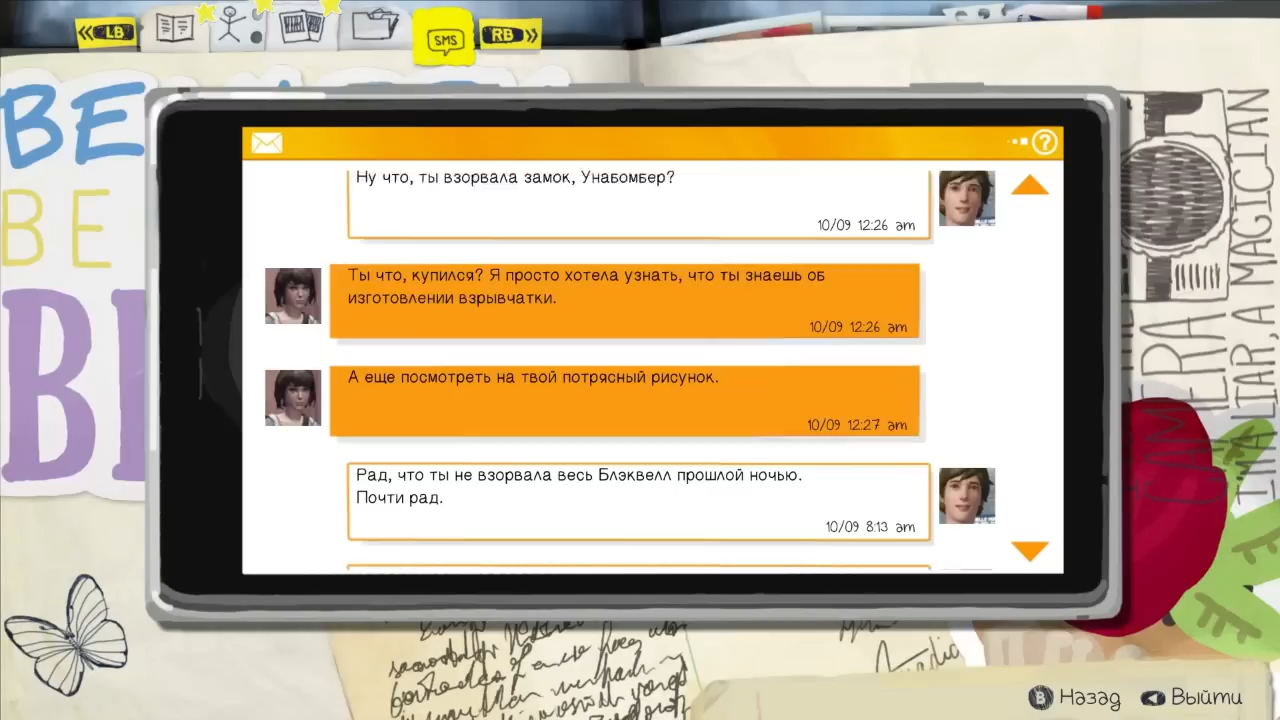 LB
SMS
RB
BE
BE
Ну что, ты взорвала замок, Унабомбер?
10/09 12:26 am
Ты что, купился? Я просто хотела узнать, что ты знаешь об
изготовлении взрывчатки.
10/09 12:26 am
А еще посмотреть на твой потрясный рисунок.
10/09 12:27 am
Рад, что ты не взорвала весь Блэквелл прошлой ночью.
Почти рад.
10/09 8:13 am
?
CAMERA
LIAR, A MAGICIAN
B Назад
Выйти